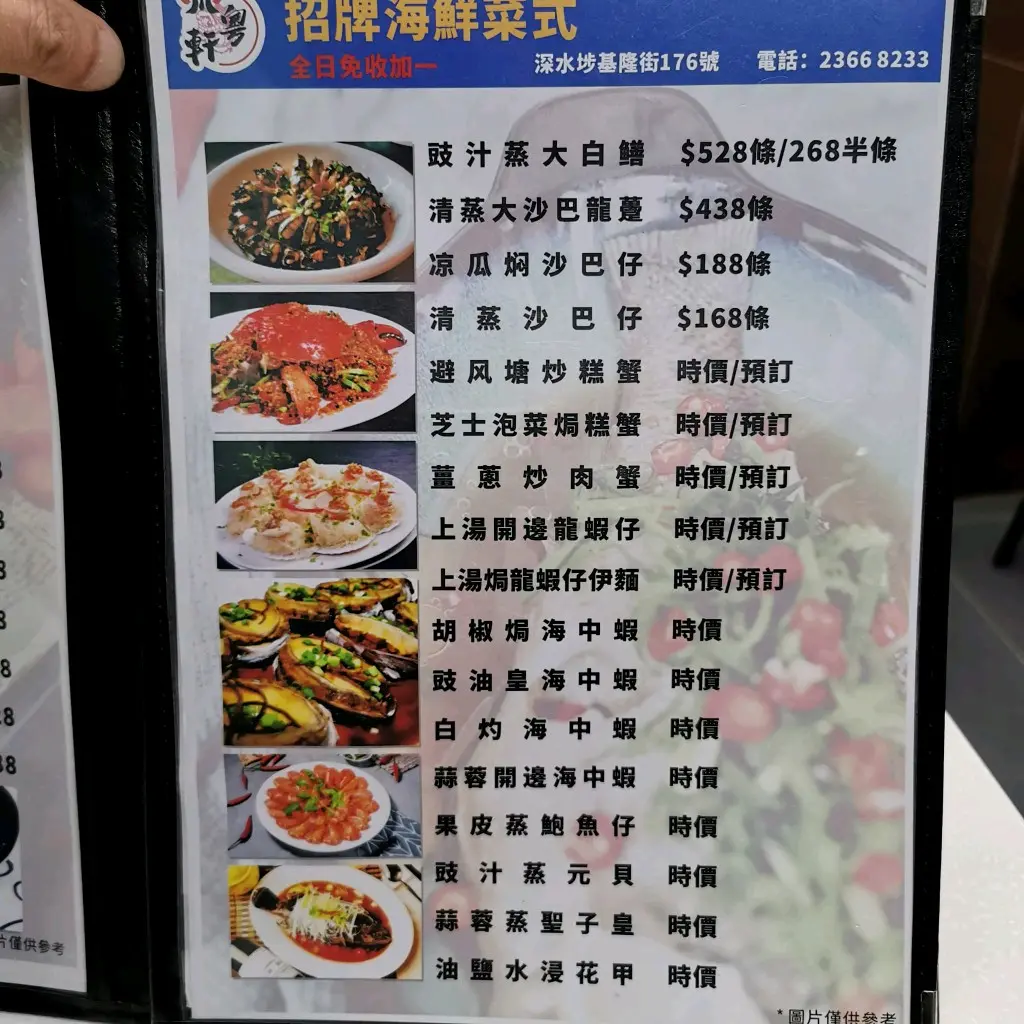 粵軒
招牌海鮮菜式
全日免收加一
深水埗基隆街176號 電話：2366 8233
豉汁蒸大白鱔 $528條/268半條
清蒸大沙巴龍躉 $438條
凉瓜焖沙巴仔 $188條
清蒸沙巴仔 $168條
避风塘炒糕蟹 時價/預訂
芝士泡菜焗糕蟹 時價/預訂
薑蔥炒肉蟹 時價/預訂
上湯開邊龍蝦仔 時價/預訂
上湯焗龍蝦仔伊麵 時價/預訂
胡椒焗海中蝦 時價
豉油皇海中蝦 時價
白灼海中蝦 時價
蒜蓉開邊海中蝦 時價
果皮蒸鮑魚仔 時價
豉汁蒸元貝 時價
蒜蓉蒸聖子皇 時價
油鹽水浸花甲 時價
*圖片僅供參考
片僅供參考